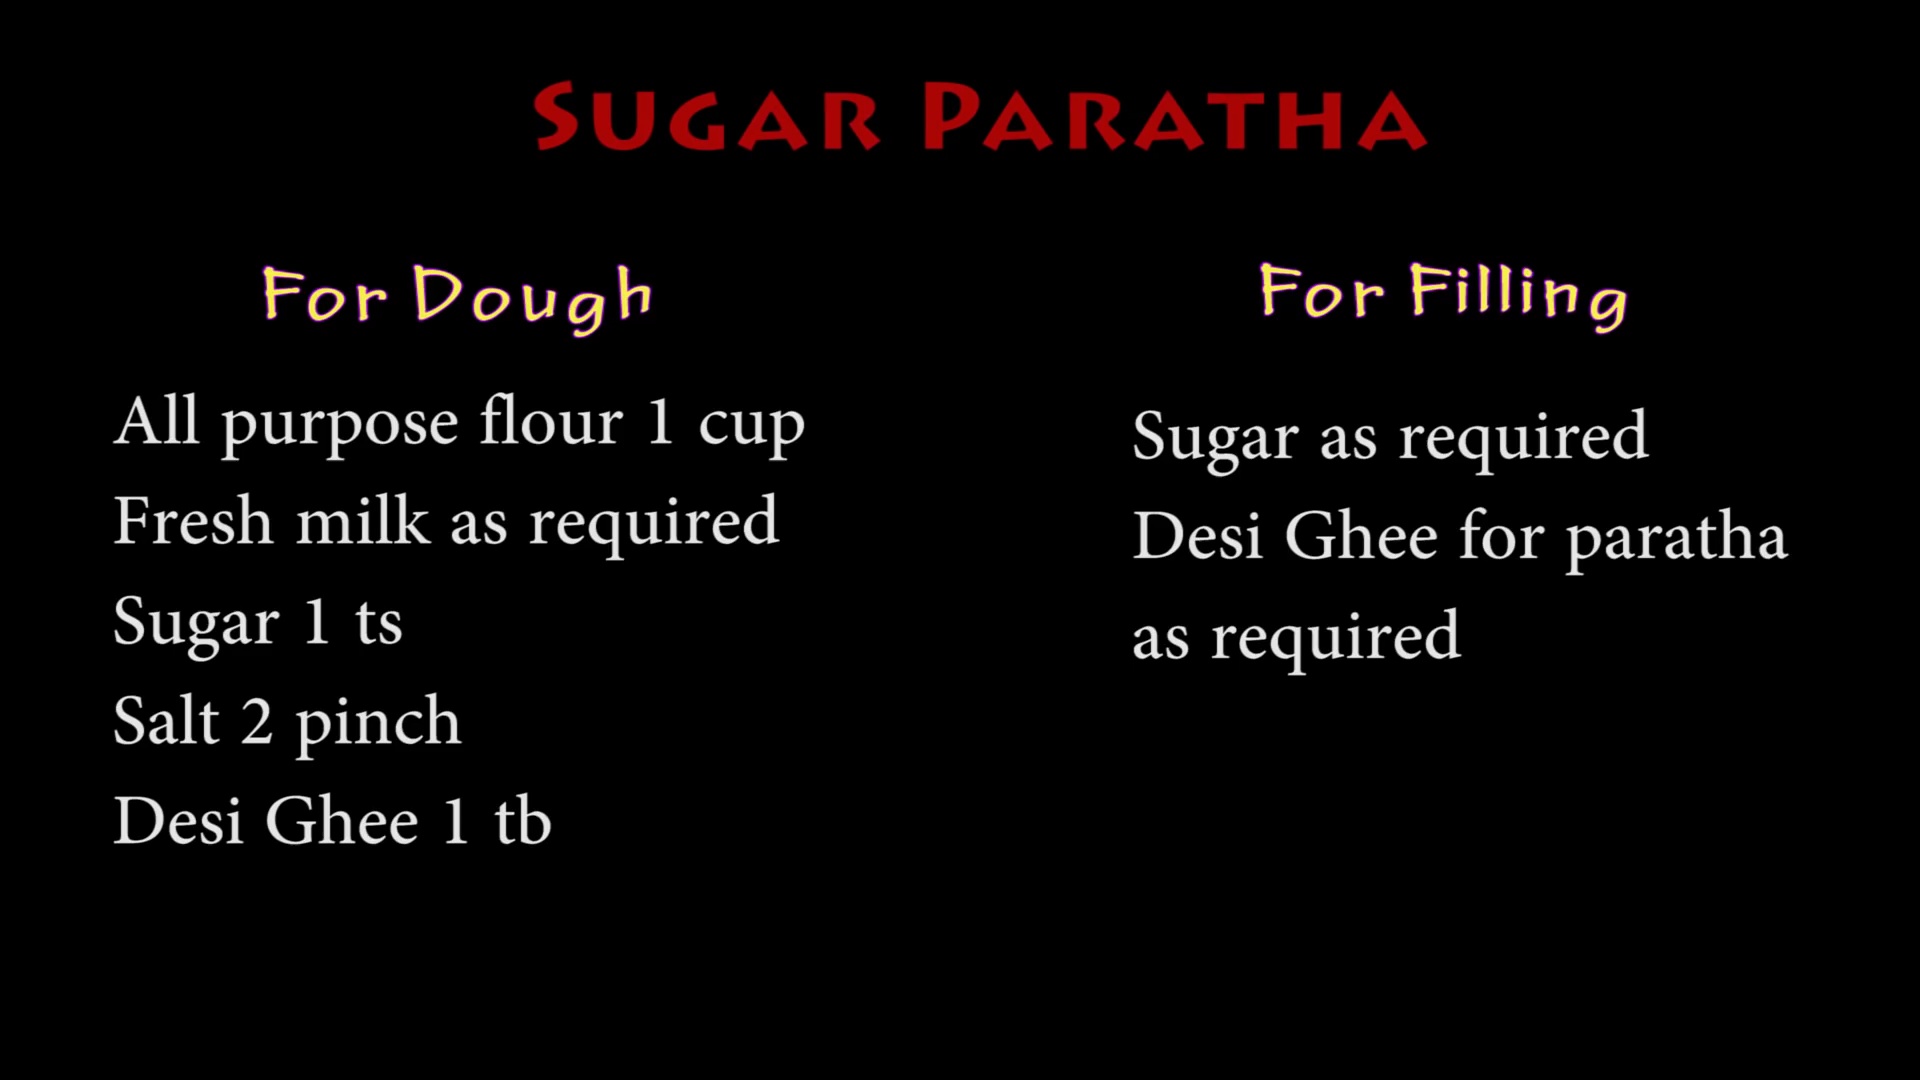 Sugar Paratha
For Dough
All purpose flour 1 cup
Fresh milk as required
Sugar 1 ts
Salt 2 pinch
Desi Ghee 1 tb
For Filling
Sugar as required
Desi Ghee for paratha
as required